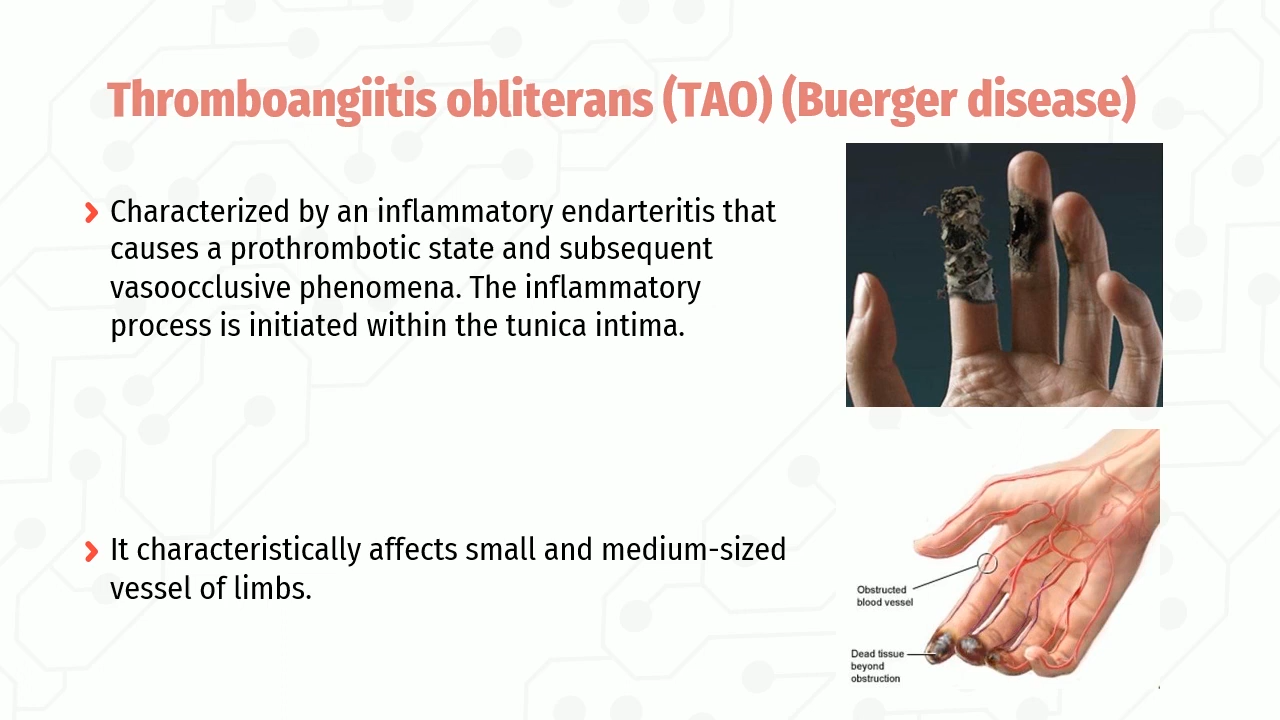 Thromboangiitis obliterans (TAO) (Buerger disease)
Characterized by an inflammatory endarteritis that
causes a prothrombotic state and subsequent
vasoocclusive phenomena. The inflammatory
process is initiated within the tunica intima.
It characteristically affects small and medium-sized
vessel of limbs.
Obstructed
blood vessel
Dead tissue
beyond
obstruction